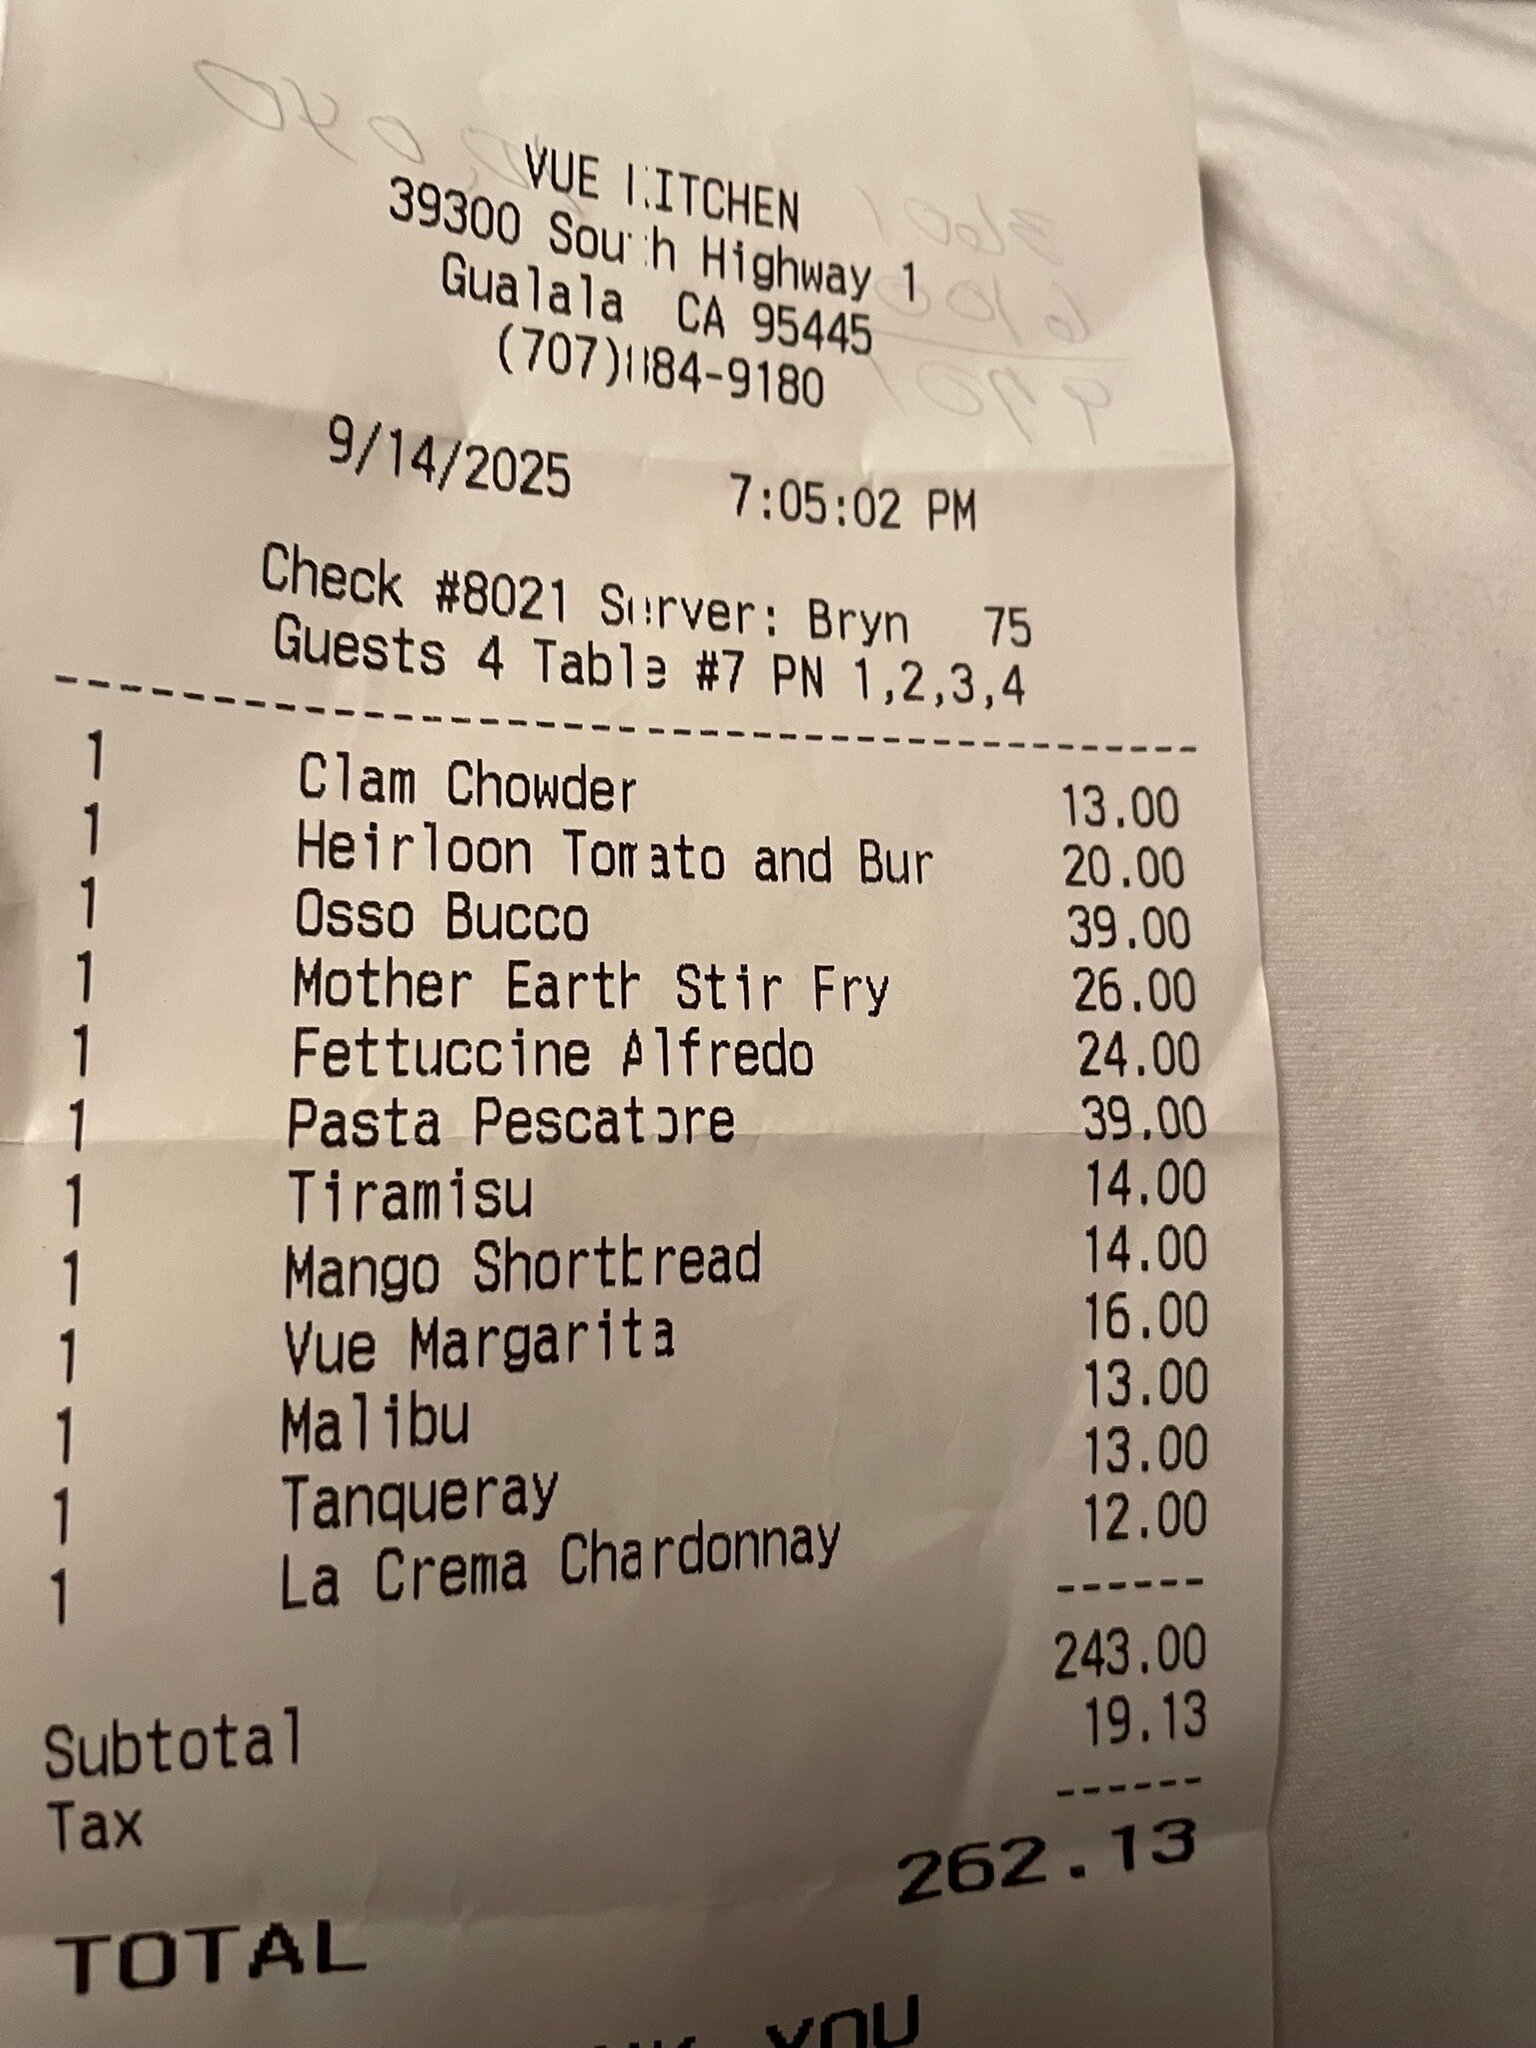 VUE KITCHEN
39300 South Highway 1
Gualala CA 95445
(707)884-9180
9/14/2025 7:05:02 PM
Check #8021 Server: Bryn 75
Guests 4 Table #7 PN 1,2,3,4
1 Clam Chowder 13.00
1 Heirloon Tomato and Bur 20.00
1 Osso Bucco 39.00
1 Mother Earth Stir Fry 26.00
1 Fettuccine Alfredo 24.00
1 Pasta Pescatore 39.00
1 Tiramisu 14.00
1 Mango Shortbread 14.00
1 Vue Margarita 16.00
1 Malibu 13.00
1 Tanqueray 13.00
1 La Crema Chardonnay 12.00
Subtotal 243.00
Tax 19.13
TOTAL 262.13
YOU